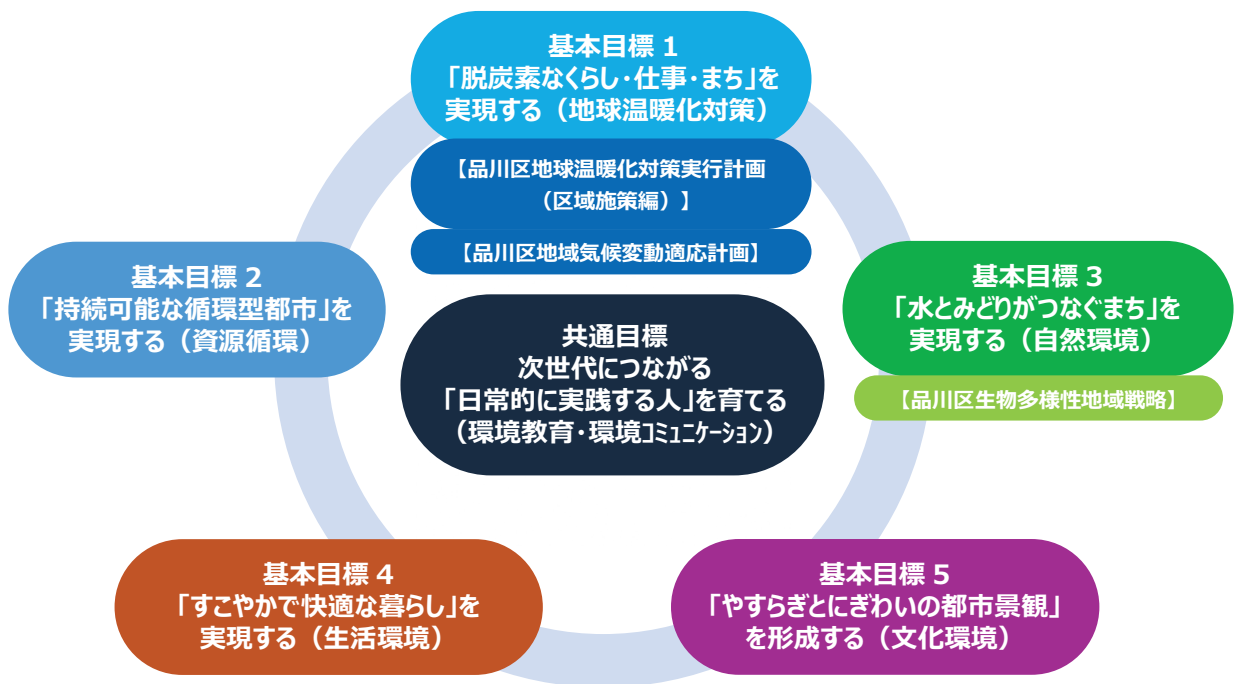 基本目標 1
「脱炭素なくらし・仕事・まち」を
実現する（地球温暖化対策）
【品川区地球温暖化対策実行計画
（区域施策編）】
【品川区地域気候変動適応計画】
基本目標 2
「持続可能な循環型都市」を
実現する（資源循環）
基本目標 3
「水とみどりがつなぐまち」を
実現する（自然環境）
【品川区生物多様性地域戦略】
共通目標
次世代につながる
「日常的に実践する人」を育てる
（環境教育・環境ｺﾐｭﾆｹｰｼｮﾝ）
基本目標 4
「すこやかで快適な暮らし」を
実現する（生活環境）
基本目標 5
「やすらぎとにぎわいの都市景観」
を形成する（文化環境）